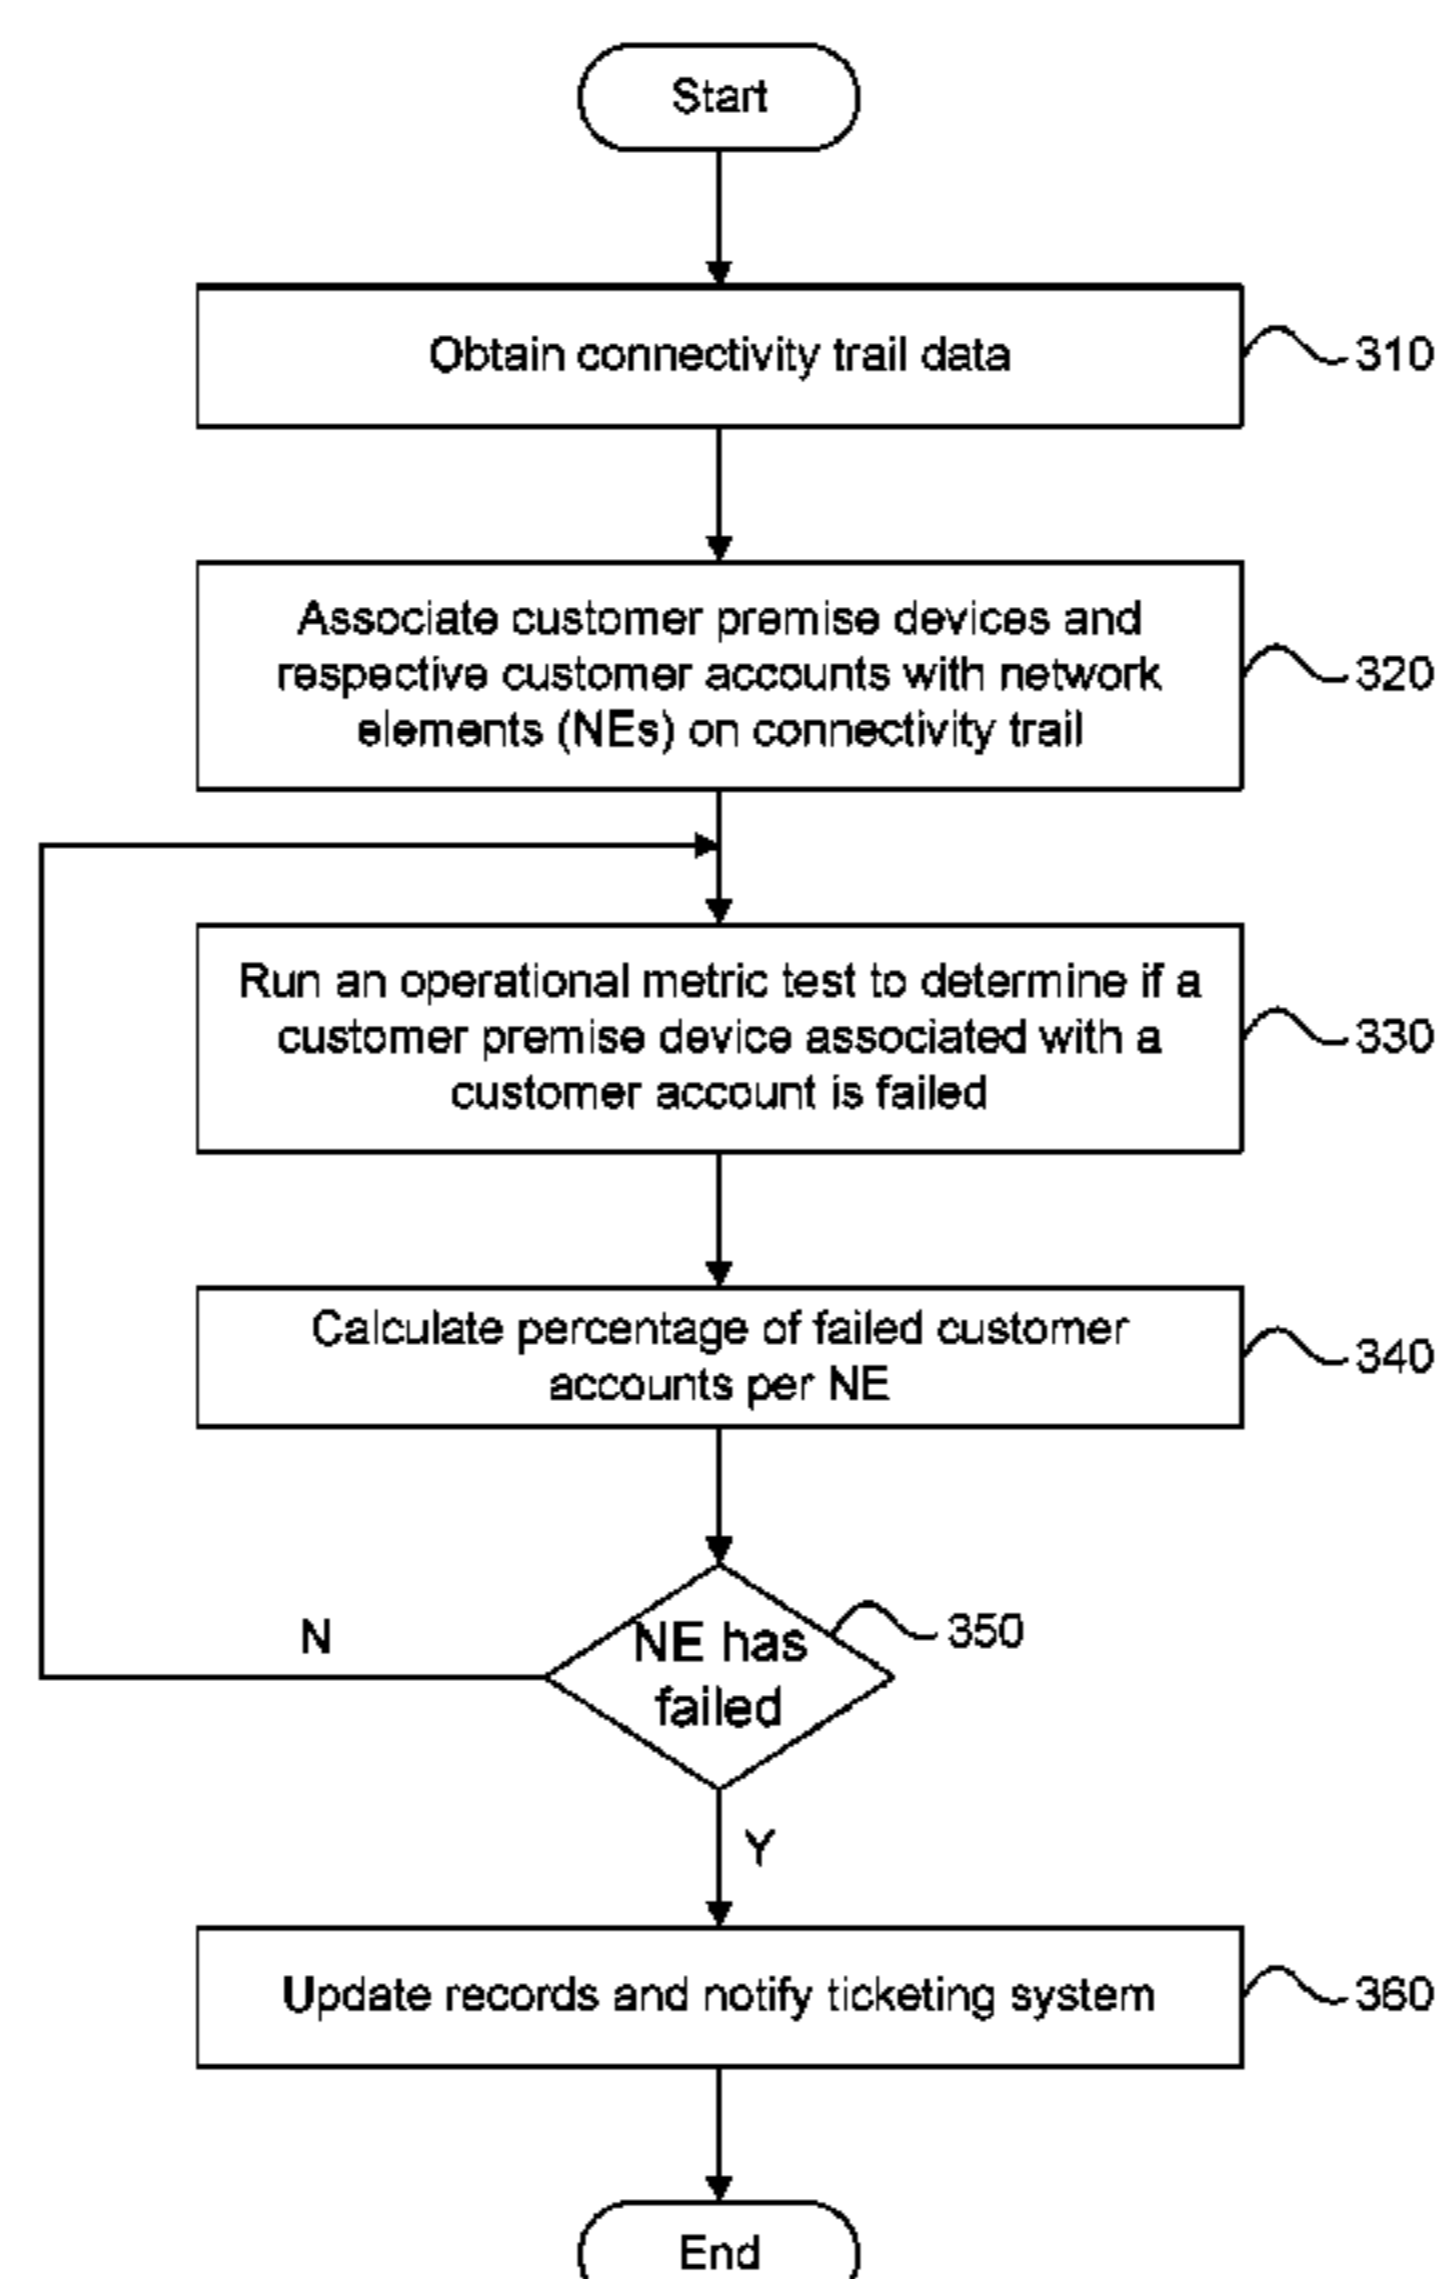 Start
Obtain connectivity trail data
310
Associate customer premise devices and
respective customer accounts with network
elements (NEs) on connectivity trail
320
Run an operational metric test to determine if a
customer premise device associated with a
customer account is failed
330
Calculate percentage of failed customer
accounts per NE
340
NE has
failed
350
N
Y
Update records and notify ticketing system
360
End